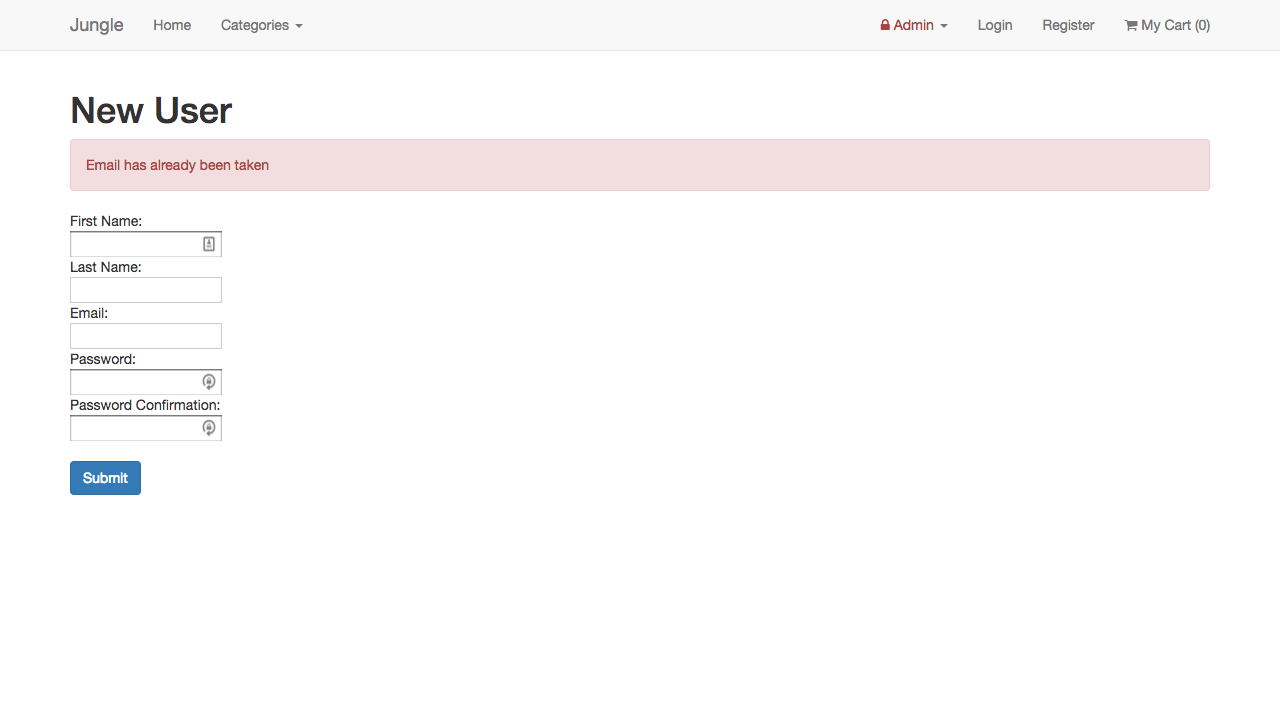 Jungle Home Categories Admin Login Register My Cart (0)
New User
Email has already been taken
First Name:
Last Name:
Email:
Password:
Password Confirmation:
Submit